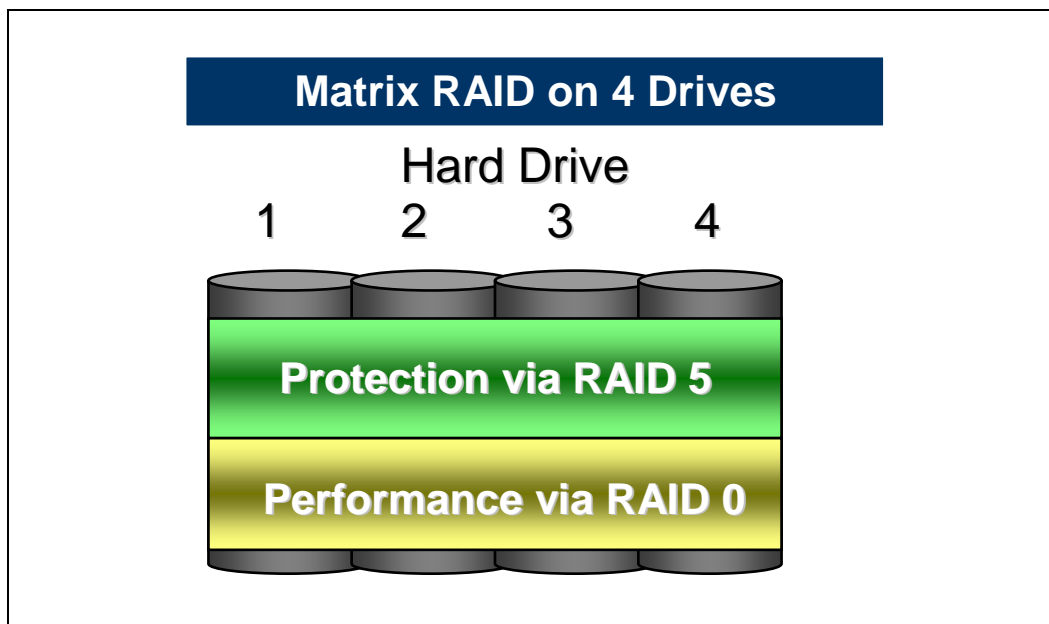 Matrix RAID on 4 Drives
Hard Drive
1 2 3 4
Protection via RAID 5
Performance via RAID 0